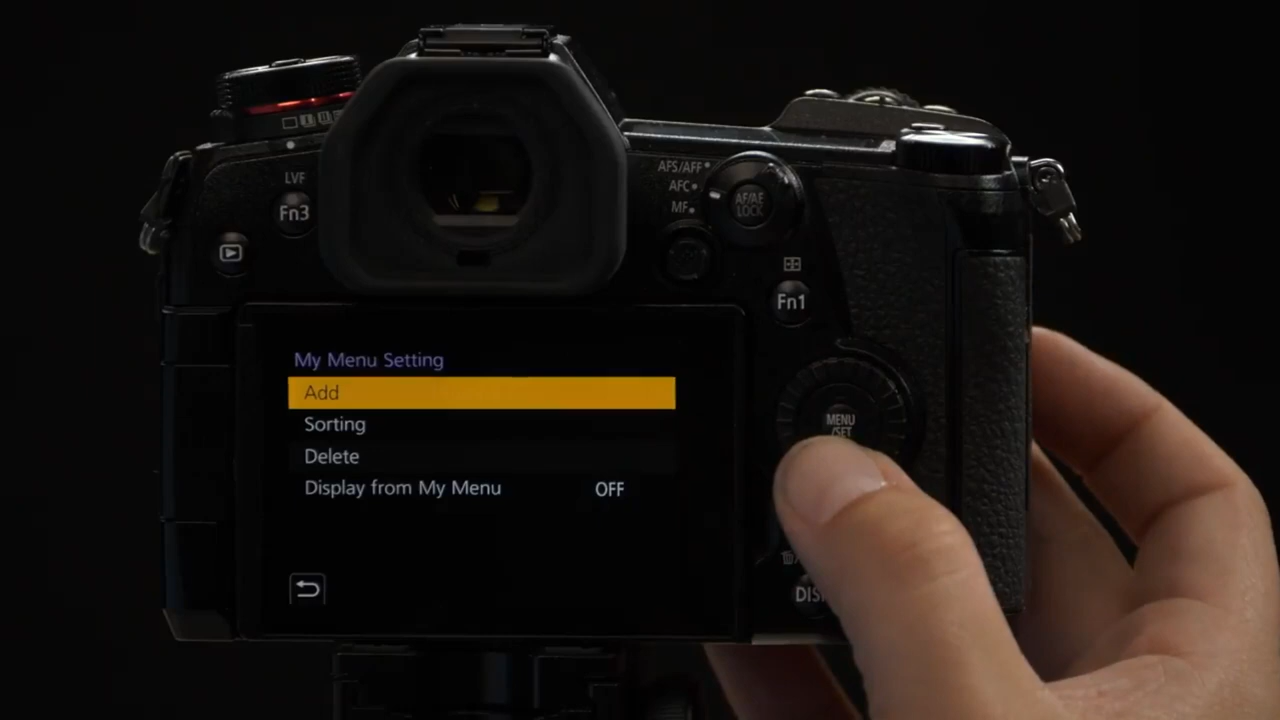 LVF
Fn3
AFS/AFF
AFC
MF
AF/AE
LOCK
Fn1
My Menu Setting
Add
Sorting
Delete
Display from My Menu OFF
MENU
/SET